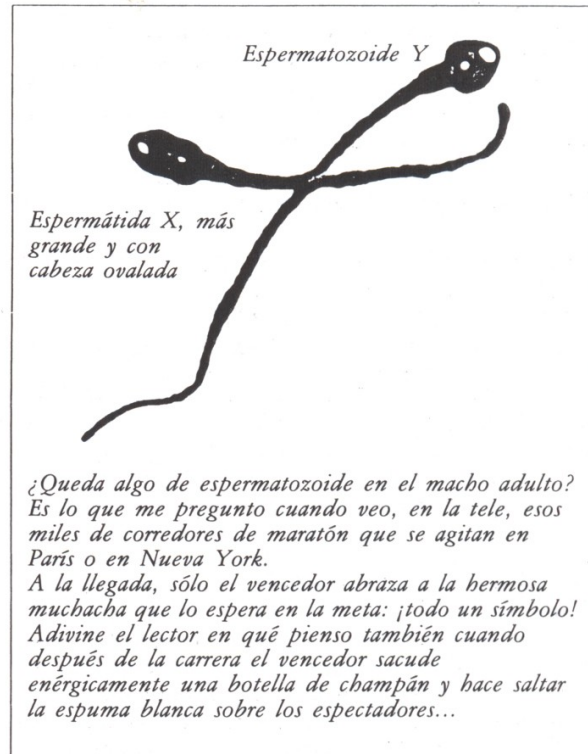 Espermatozoide Y
Espermátida X, más
grande y con
cabeza ovalada
¿Queda algo de espermatozoide en el macho adulto?
Es lo que me pregunto cuando veo, en la tele, esos
miles de corredores de maratón que se agitan en
París o en Nueva York.
A la llegada, sólo el vencedor abraza a la hermosa
muchacha que lo espera en la meta: ¡todo un símbolo!
Adivine el lector en qué pienso también cuando
después de la carrera el vencedor sacude
enérgicamente una botella de champán y hace saltar
la espuma blanca sobre los espectadores...